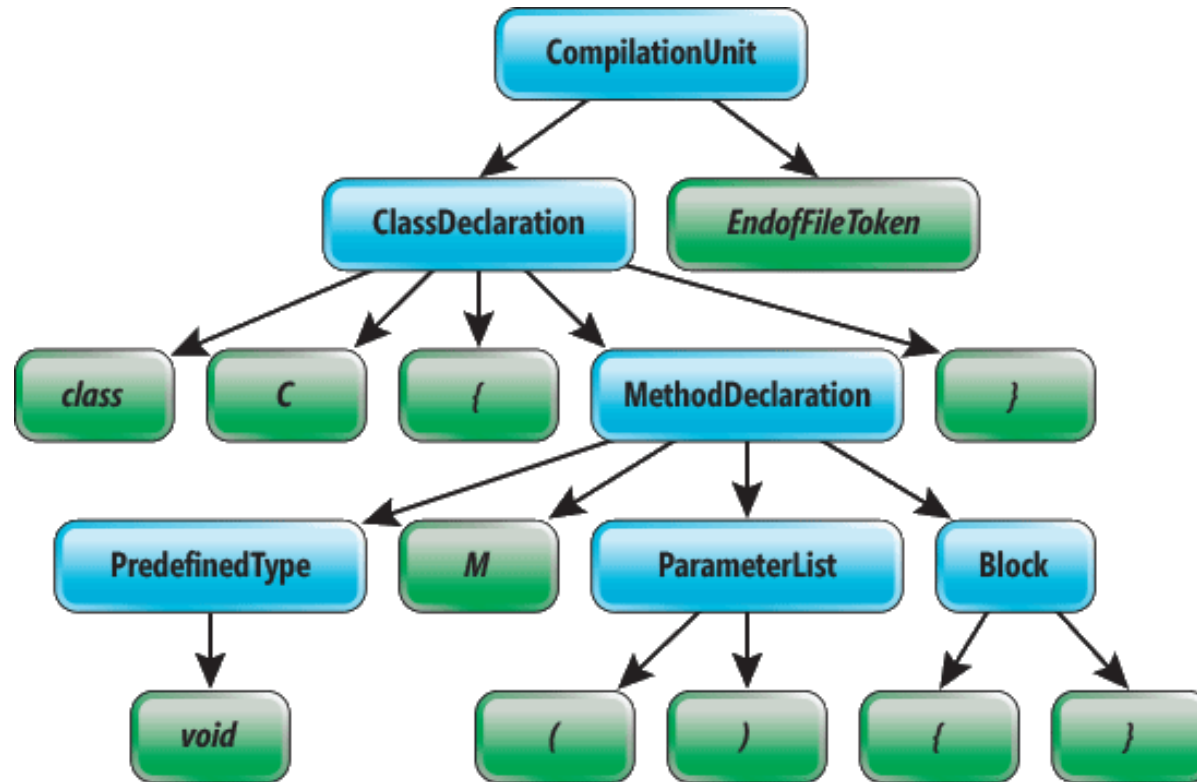 CompilationUnit
ClassDeclaration
EndofFileToken
class
C
{
MethodDeclaration
}
PredefinedType
M
ParameterList
Block
void
(
)
{
}